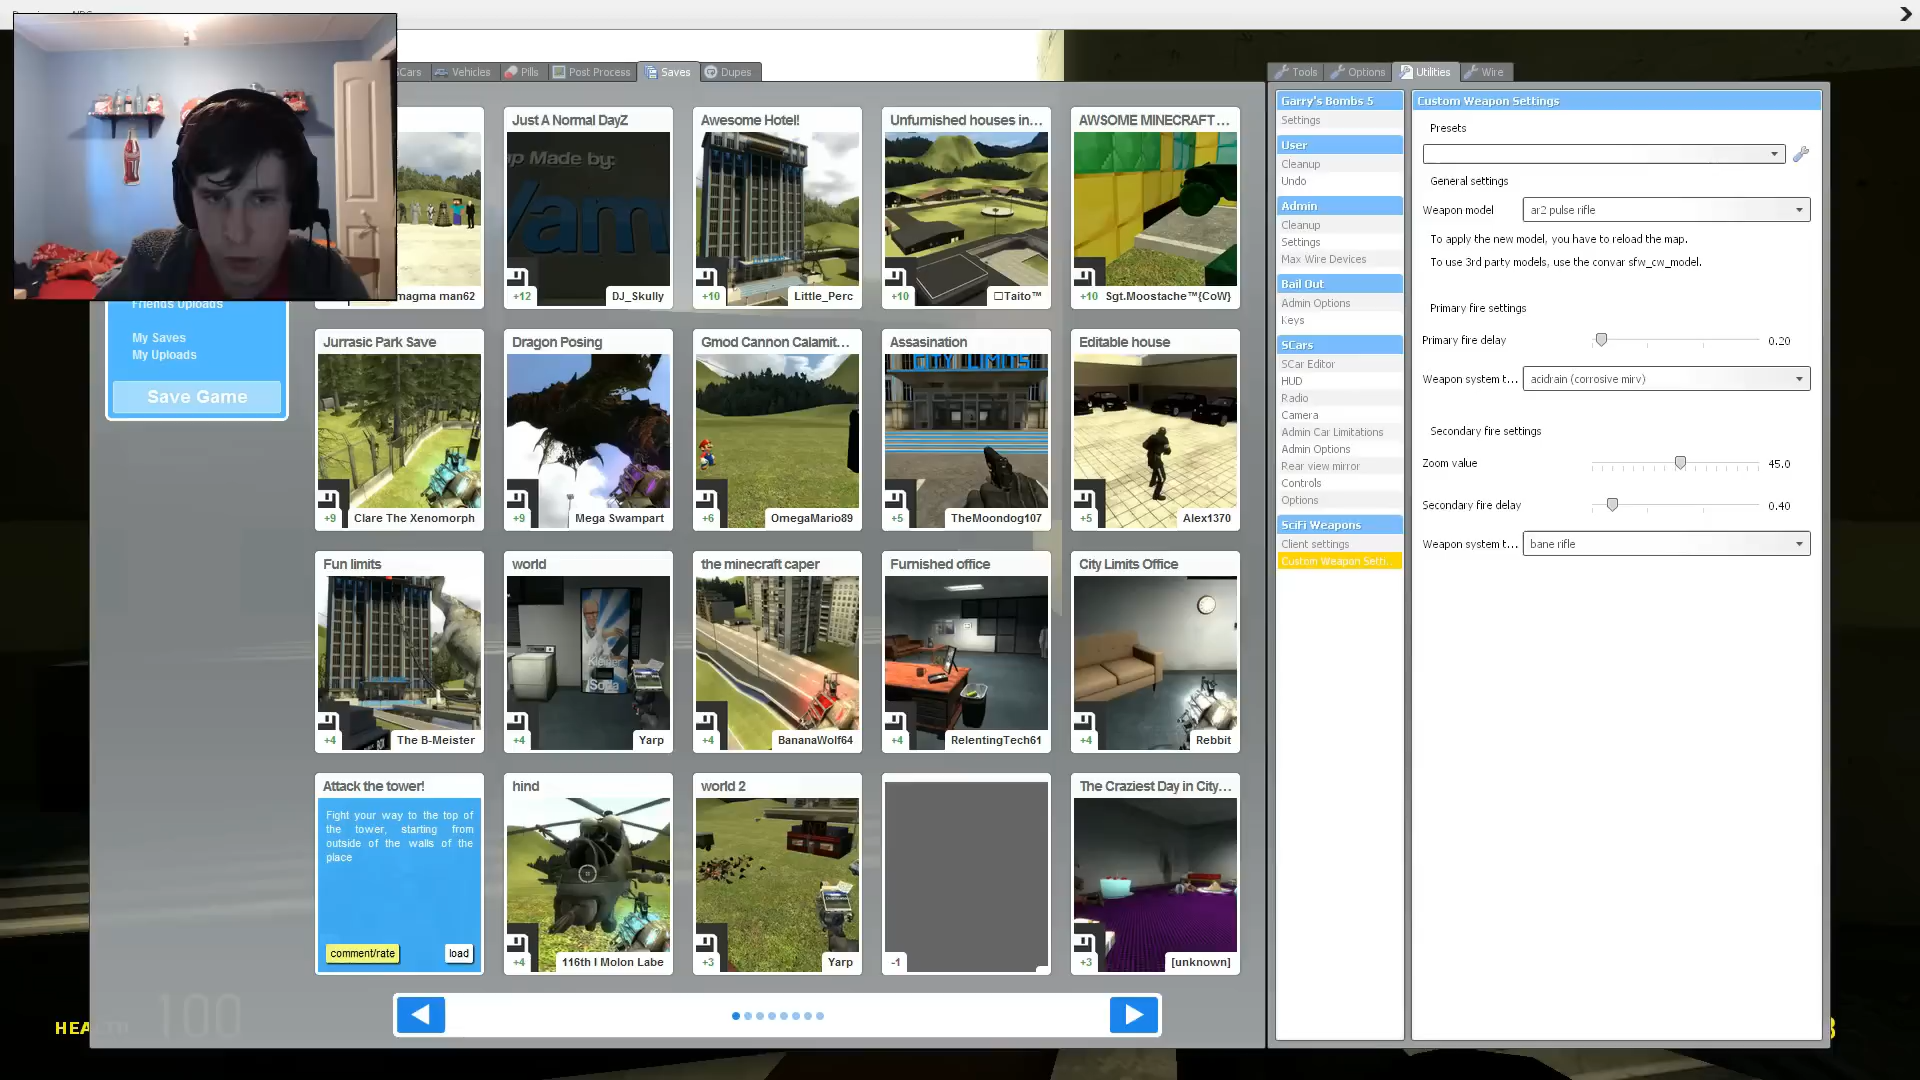 SCars
Vehicles
Pills
Post Process
Saves
Dupes
Tools
Options
Utilities
Wire
magma man62
Just A Normal DayZ
p Made by:
Vam
+12
DJ_Skully
Awesome Hotel!
+10
Little_Perc
Unfurnished houses in...
+10
□Taito™
AWSOME MINECRAFT ...
+10
Sgt.Moostache™{CoW}
Friends Uploads
My Saves
My Uploads
Save Game
Jurrasic Park Save
+9
Clare The Xenomorph
Dragon Posing
+9
Mega Swampart
Gmod Cannon Calamit...
+6
OmegaMario89
Assasination
CITY LIMITS
+5
TheMoondog107
Editable house
+5
Alex1370
Fun limits
+4
The B-Meister
world
Kleiner
Soda
+4
Yarp
the minecraft caper
+4
BananaWolf64
Furnished office
+4
RelentingTech61
City Limits Office
+4
Rebbit
Attack the tower!
Fight your way to the top of
the tower, starting from
outside of the walls of the
place
comment/rate
load
hind
+4
116th I Molon Labe
world 2
+3
Yarp
-1
The Craziest Day in City...
+3
[unknown]
HEALTH 100
Garry's Bombs 5
Settings
User
Cleanup
Undo
Admin
Cleanup
Settings
Max Wire Devices
Bail Out
Admin Options
Keys
SCars
SCar Editor
HUD
Radio
Camera
Admin Car Limitations
Admin Options
Rear view mirror
Controls
Options
SciFi Weapons
Client settings
Custom Weapon Setti...
Custom Weapon Settings
Presets
General settings
Weapon model
ar2 pulse rifle
To apply the new model, you have to reload the map.
To use 3rd party models, use the convar sfw_cw_model.
Primary fire settings
Primary fire delay
0.20
Weapon system t...
acidrain (corrosive mirv)
Secondary fire settings
Zoom value
45.0
Secondary fire delay
0.40
Weapon system t...
bane rifle